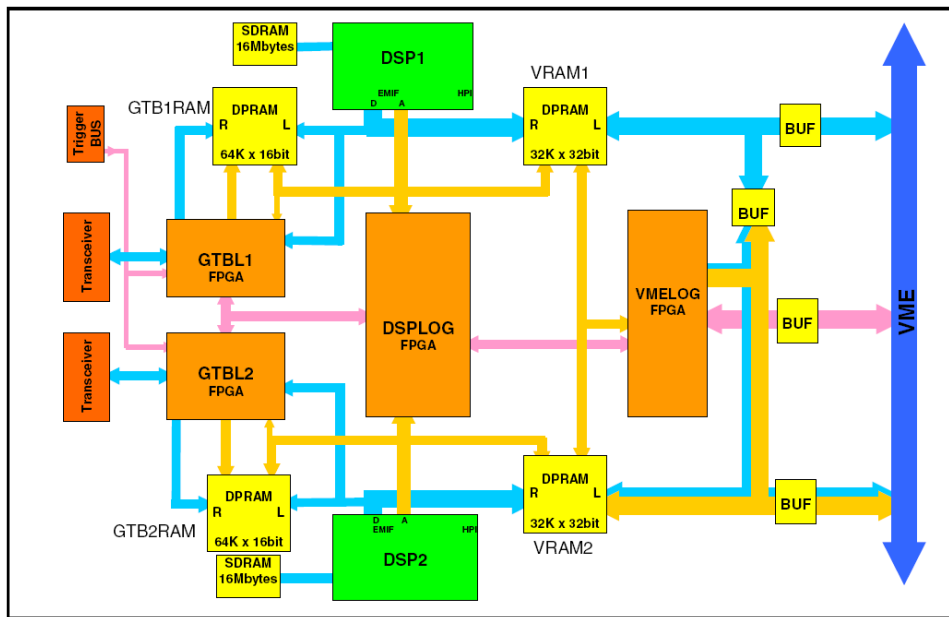 SDRAM
16Mbytes
DSP1
EMIF
HPI
D
A
GTB1RAM
DPRAM
R
L
64K x 16bit
VRAM1
DPRAM
R
L
32K x 32bit
BUF
Trigger
BUS
BUF
Transceiver
GTBL1
FPGA
DSPLOG
FPGA
VMELOG
FPGA
BUF
VME
Transceiver
GTBL2
FPGA
DPRAM
R
L
64K x 16bit
GTB2RAM
DPRAM
R
L
32K x 32bit
VRAM2
BUF
D
A
EMIF
HPI
DSP2
SDRAM
16Mbytes